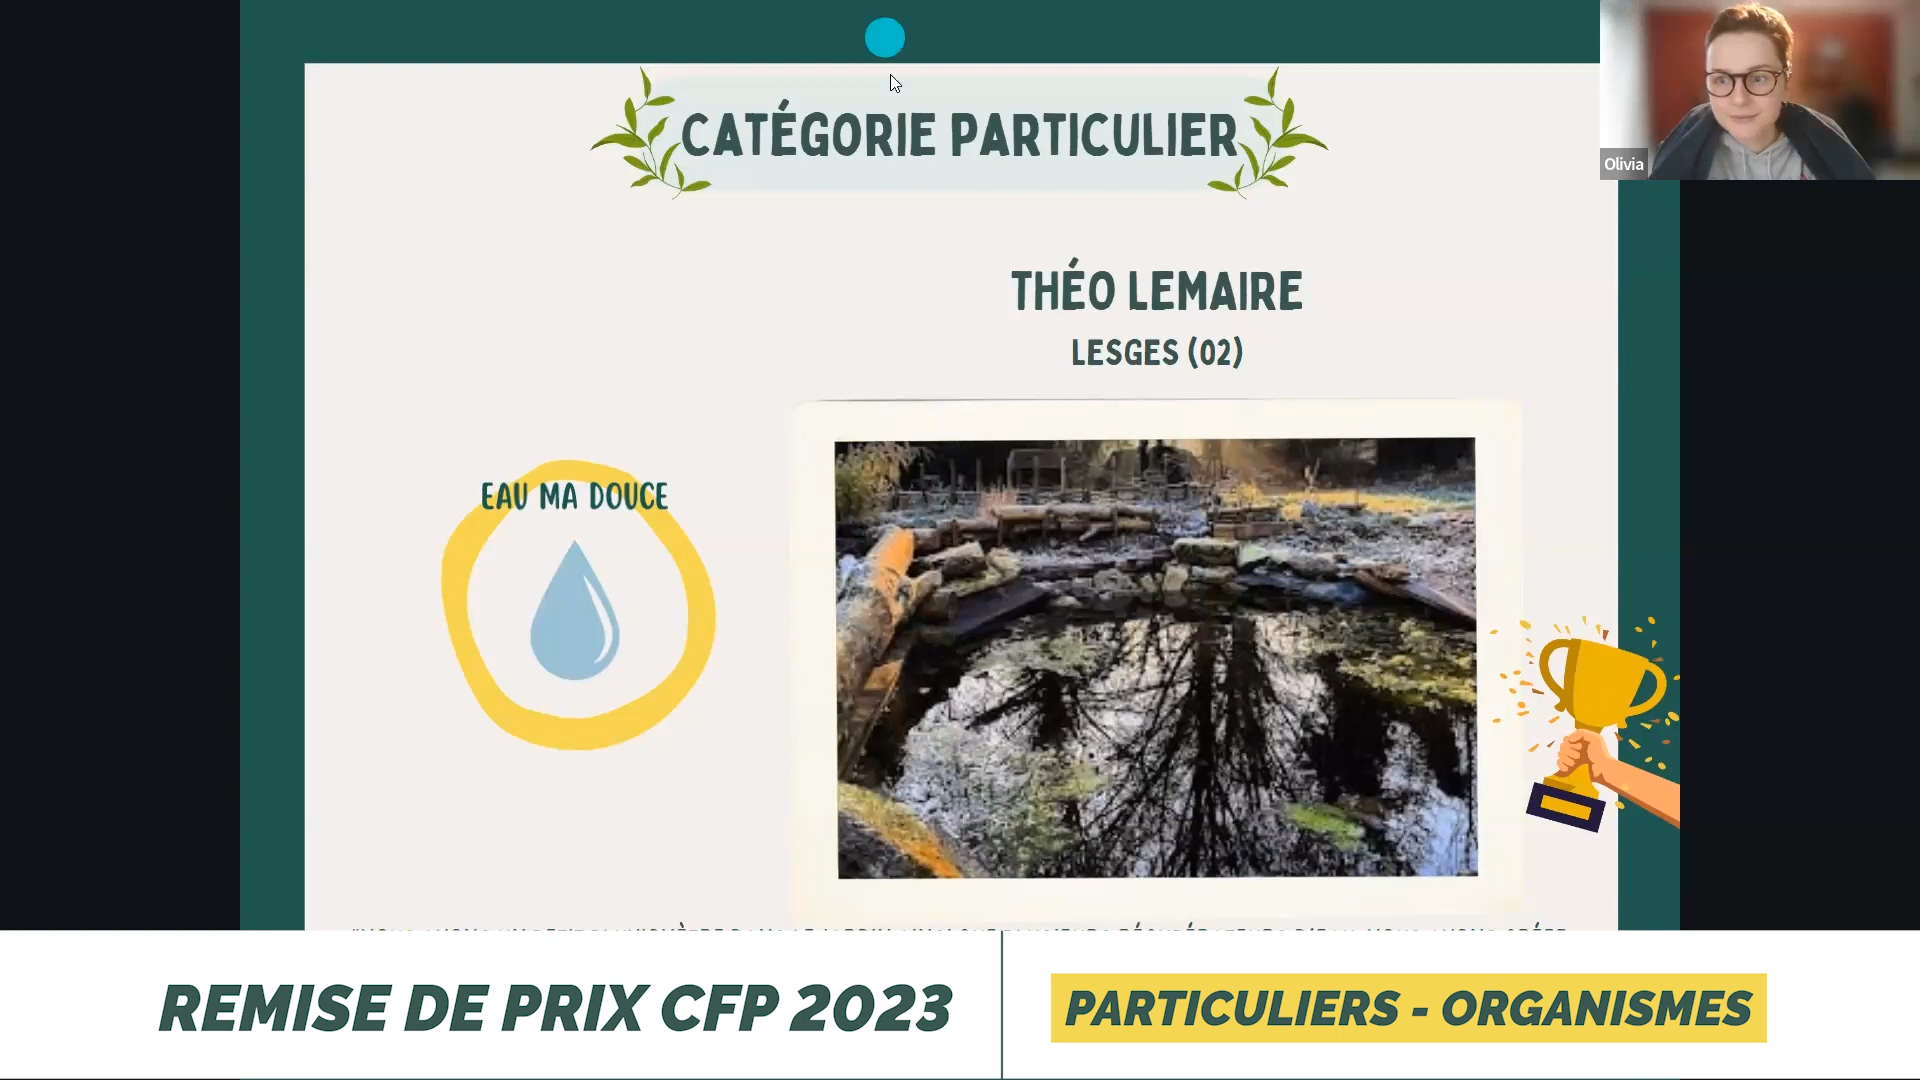 CATÉGORIE PARTICULIER
Olivia
THÉO LEMAIRE
LESGES (02)
EAU MA DOUCE
REMISE DE PRIX CFP 2023
PARTICULIERS - ORGANISMES